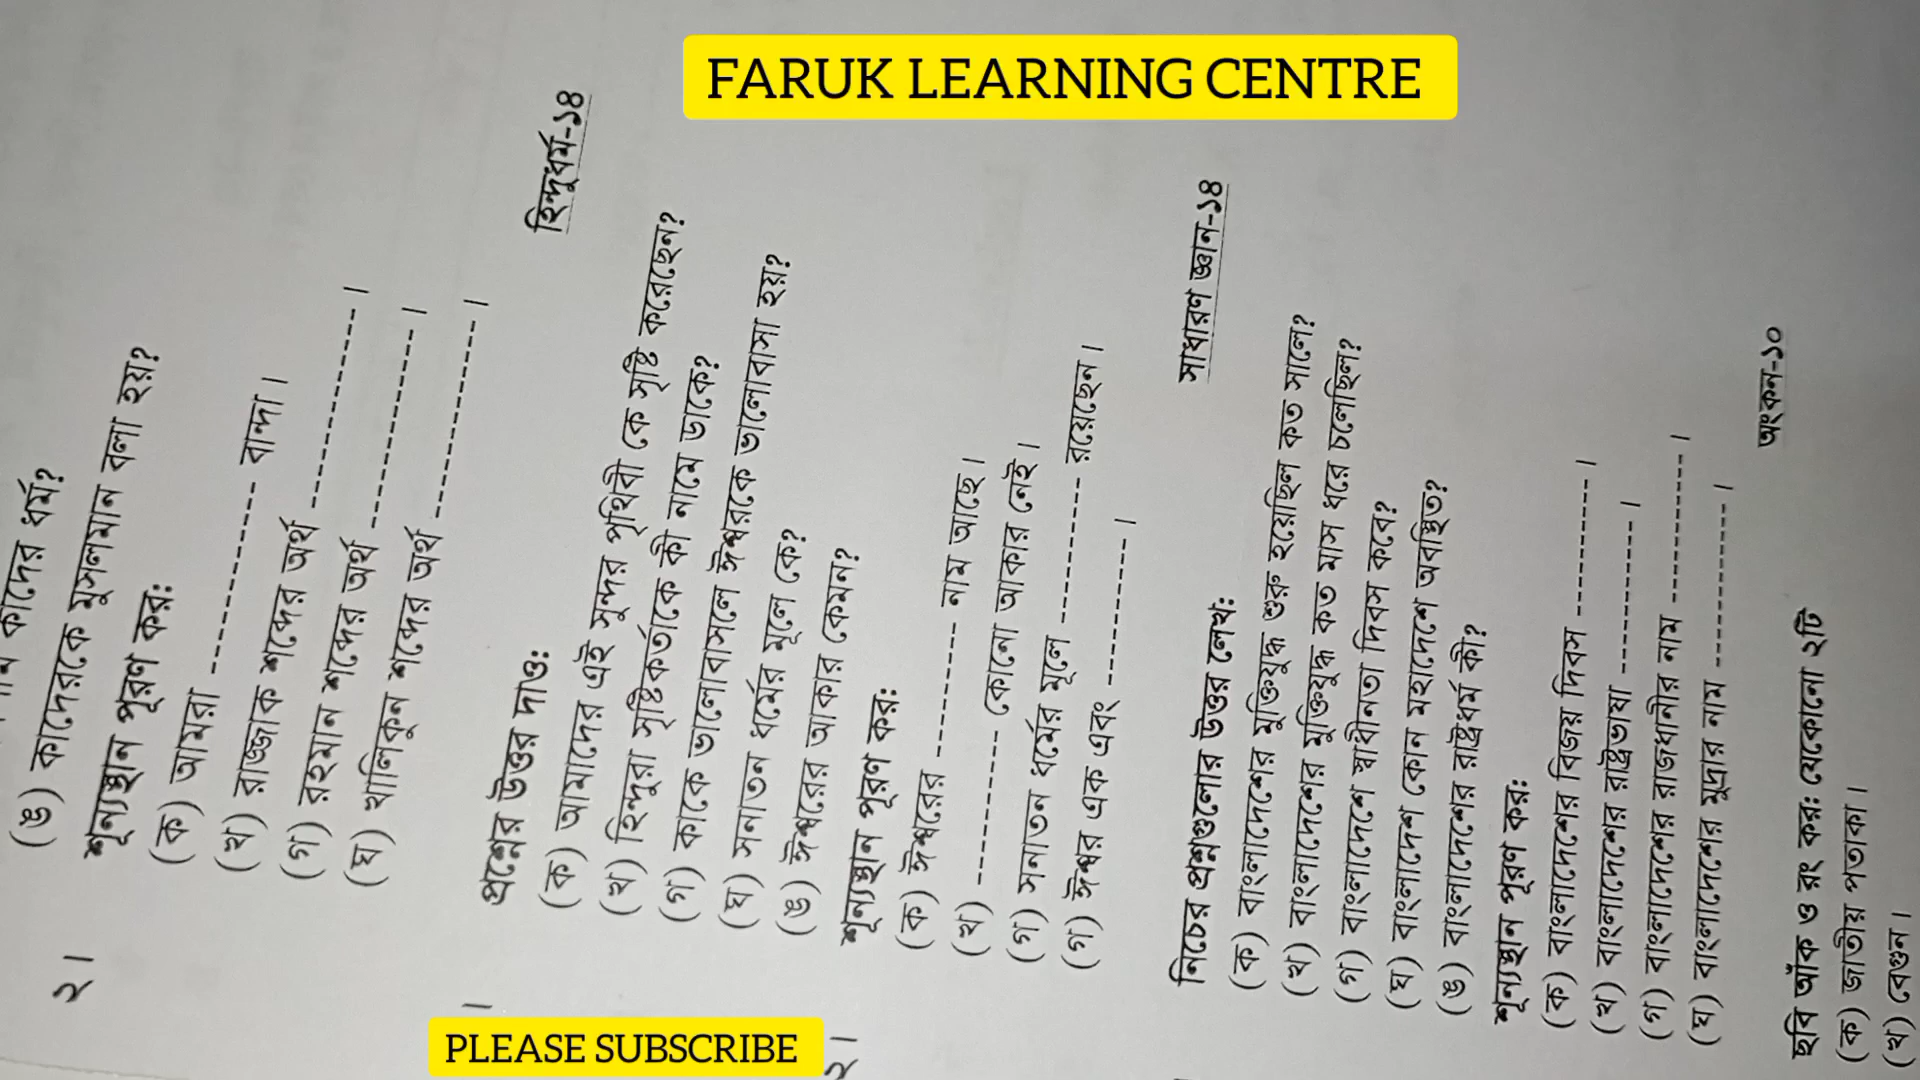 FARUK LEARNING CENTRE
কাদের ধর্ম?
(ঙ) কাদেরকে মুসলমান বলা হয়?
২। শূন্যস্থান পূরণ কর:
(ক) আমরা -------------- বান্দা।
(খ) রাজ্জাক শব্দের অর্থ --------------।
(গ) রহমান শব্দের অর্থ --------------।
(ঘ) খালিকুন শব্দের অর্থ --------------।
হিন্দুধর্ম-১৪
। প্রশ্নের উত্তর দাও:
(ক) আমাদের এই সুন্দর পৃথিবী কে সৃষ্টি করেছেন?
(খ) হিন্দুরা সৃষ্টিকর্তাকে কী নামে ডাকে?
(গ) কাকে ভালোবাসলে ঈশ্বরকে ভালোবাসা হয়?
(ঘ) সনাতন ধর্মের মূলে কে?
(ঙ) ঈশ্বরের আকার কেমন?
২। শূন্যস্থান পূরণ কর:
(ক) ঈশ্বরের ------------ নাম আছে।
(খ) ------------ কোনো আকার নেই।
(গ) সনাতন ধর্মের মূলে ------------ রয়েছেন।
(গ) ঈশ্বর এক এবং ------------।
সাধারণ জ্ঞান-১৪
নিচের প্রশ্নগুলোর উত্তর লেখ:
(ক) বাংলাদেশের মুক্তিযুদ্ধ শুরু হয়েছিল কত সালে?
(খ) বাংলাদেশের মুক্তিযুদ্ধ কত মাস ধরে চলেছিল?
(গ) বাংলাদেশে স্বাধীনতা দিবস কবে?
(ঘ) বাংলাদেশ কোন মহাদেশে অবস্থিত?
(ঙ) বাংলাদেশের রাষ্ট্রধর্ম কী?
শূন্যস্থান পূরণ কর:
(ক) বাংলাদেশের বিজয় দিবস ------------।
(খ) বাংলাদেশের রাষ্ট্রভাষা ------------।
(গ) বাংলাদেশের রাজধানীর নাম ------------।
(ঘ) বাংলাদেশের মুদ্রার নাম ------------।
অংকন-১০
ছবি আঁক ও রং কর: যেকোনো ২টি
(ক) জাতীয় পতাকা।
(খ) বেগুন।
PLEASE SUBSCRIBE